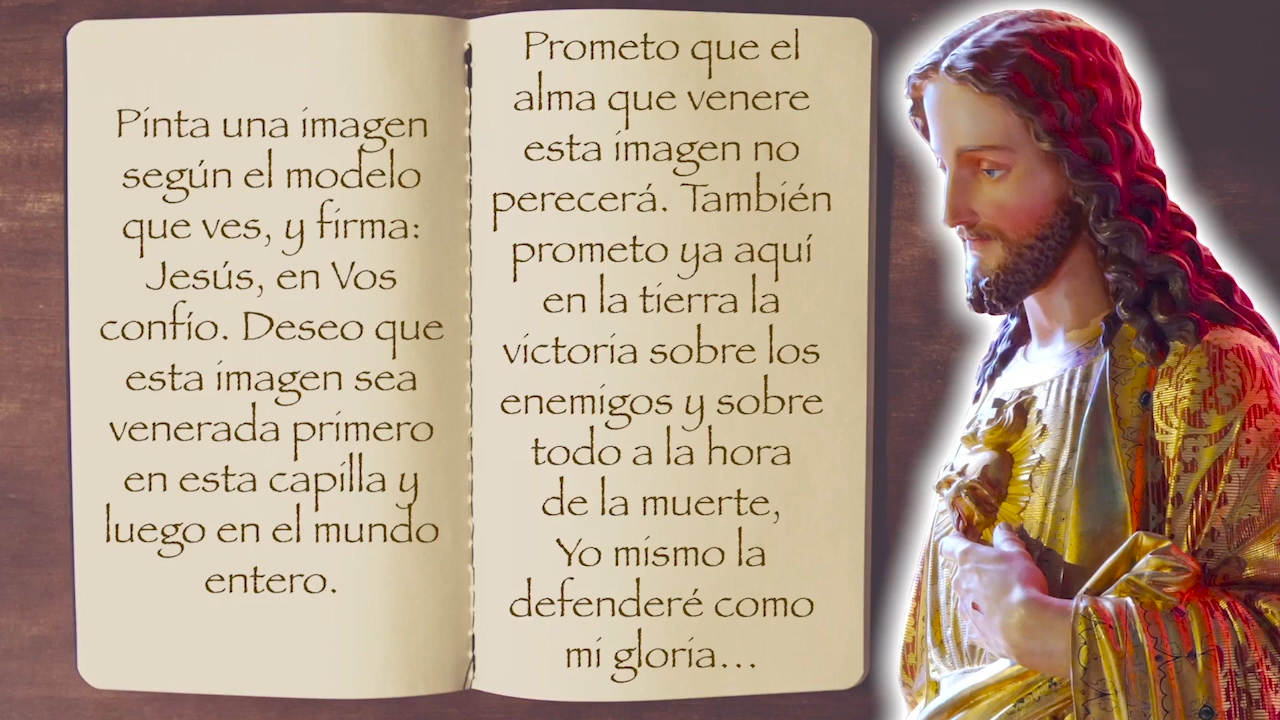 Pinta una imagen
según el modelo
que ves, y firma:
Jesús, en Vos
confío. Deseo que
esta imagen sea
venerada primero
en esta capilla y
luego en el mundo
entero.
Prometo que el
alma que venere
esta imagen no
perecerá. También
prometo ya aquí
en la tierra la
victoria sobre los
enemigos y sobre
todo a la hora
de la muerte,
Yo mismo la
defenderé como
mi gloria...